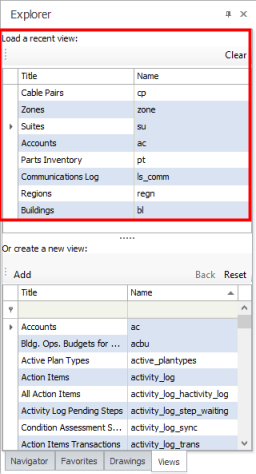 Explorer
Load a recent view:
Clear
Title Name
Cable Pairs cp
Zones zone
Suites su
Accounts ac
Parts Inventory pt
Communications Log ls_comm
Regions regn
Buildings bl
Or create a new view:
Add Back Reset
Title Name
Accounts ac
Bldg. Ops. Budgets for ... acbu
Active Plan Types active_plantypes
Action Items activity_log
All Action Items activity_log_hactivity_log
Activity Log Pending Steps activity_log_step_waiting
Condition Assessment S... activity_log_sync
Action Items Transactions activity_log_trans
Navigator Favorites Drawings Views